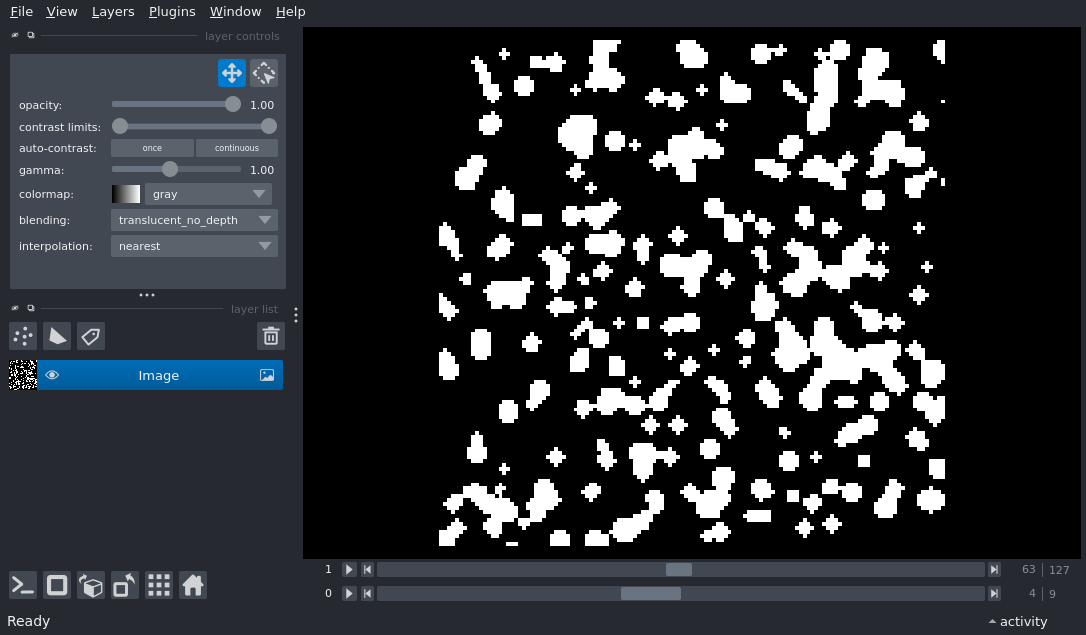 File View Layers Plugins Window Help
layer controls
opacity: 1.00
contrast limits:
auto-contrast: once continuous
gamma: 1.00
colormap: gray
blending: translucent_no_depth
interpolation: nearest
layer list
Image
1 63 127
0 4 9
Ready activity